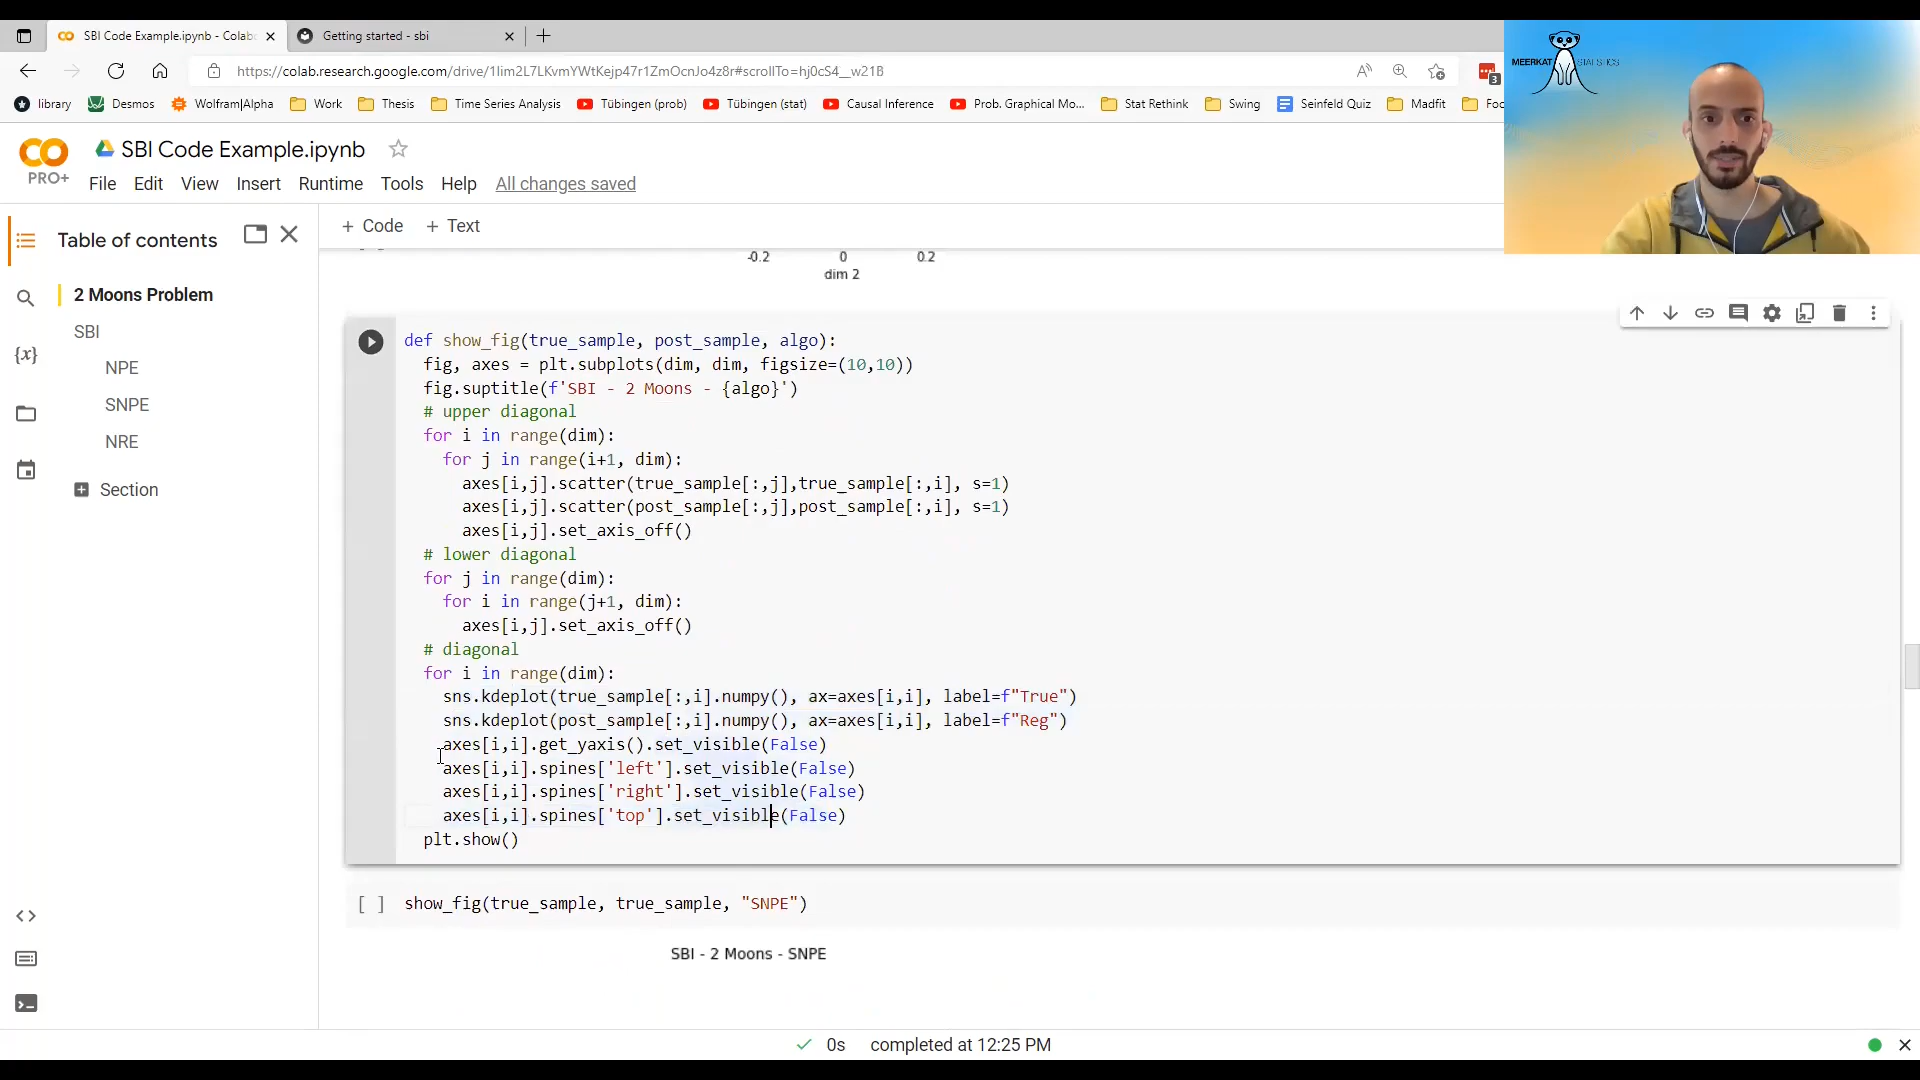 SBI Code Example.ipynb - Colab
Getting started - sbi
https://colab.research.google.com/drive/1Iim2L7LKvmYWtKejp47r1ZmOcnJo4z8r#scrollTo=hj0cS4__w21B
3
library
Desmos
Wolfram|Alpha
Work
Thesis
Time Series Analysis
Tübingen (prob)
Tübingen (stat)
Causal Inference
Prob. Graphical Mo...
Stat Rethink
Swing
Seinfeld Quiz
Madfit
Foo
MEERKAT STATISTICS
PRO+
SBI Code Example.ipynb
File Edit View Insert Runtime Tools Help All changes saved
Table of contents
2 Moons Problem
SBI
NPE
SNPE
NRE
Section
+ Code + Text
-0.2 0 0.2
dim 2
def show_fig(true_sample, post_sample, algo):
fig, axes = plt.subplots(dim, dim, figsize=(10,10))
fig.suptitle(f'SBI - 2 Moons - {algo}')
# upper diagonal
for i in range(dim):
for j in range(i+1, dim):
axes[i,j].scatter(true_sample[:,j],true_sample[:,i], s=1)
axes[i,j].scatter(post_sample[:,j],post_sample[:,i], s=1)
axes[i,j].set_axis_off()
# lower diagonal
for j in range(dim):
for i in range(j+1, dim):
axes[i,j].set_axis_off()
# diagonal
for i in range(dim):
sns.kdeplot(true_sample[:,i].numpy(), ax=axes[i,i], label=f"True")
sns.kdeplot(post_sample[:,i].numpy(), ax=axes[i,i], label=f"Reg")
axes[i,i].get_yaxis().set_visible(False)
axes[i,i].spines['left'].set_visible(False)
axes[i,i].spines['right'].set_visible(False)
axes[i,i].spines['top'].set_visible(False)
plt.show()
[ ] show_fig(true_sample, true_sample, "SNPE")
SBI - 2 Moons - SNPE
0s completed at 12:25 PM